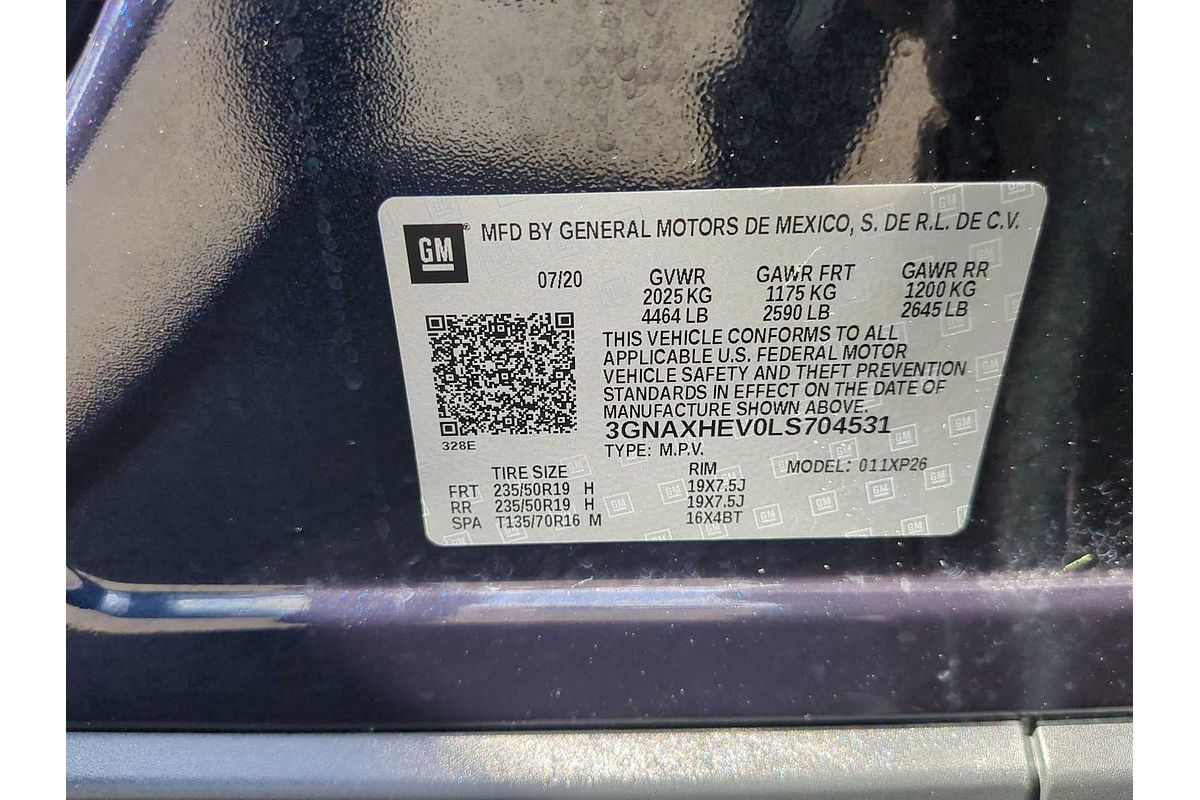 GM® MFD BY GENERAL MOTORS DE MEXICO, S. DE R.L. DE C.V.
07/20 GVWR GAWR FRT GAWR RR
2025 KG 1175 KG 1200 KG
4464 LB 2590 LB 2645 LB
THIS VEHICLE CONFORMS TO ALL
APPLICABLE U.S. FEDERAL MOTOR
VEHICLE SAFETY AND THEFT PREVENTION
STANDARDS IN EFFECT ON THE DATE OF
MANUFACTURE SHOWN ABOVE.
3GNAXHEV0LS704531
328E
TYPE: M.P.V.
TIRE SIZE RIM MODEL: 011XP26
FRT 235/50R19 H 19X7.5J
RR 235/50R19 H 19X7.5J
SPA T135/70R16 M 16X4BT